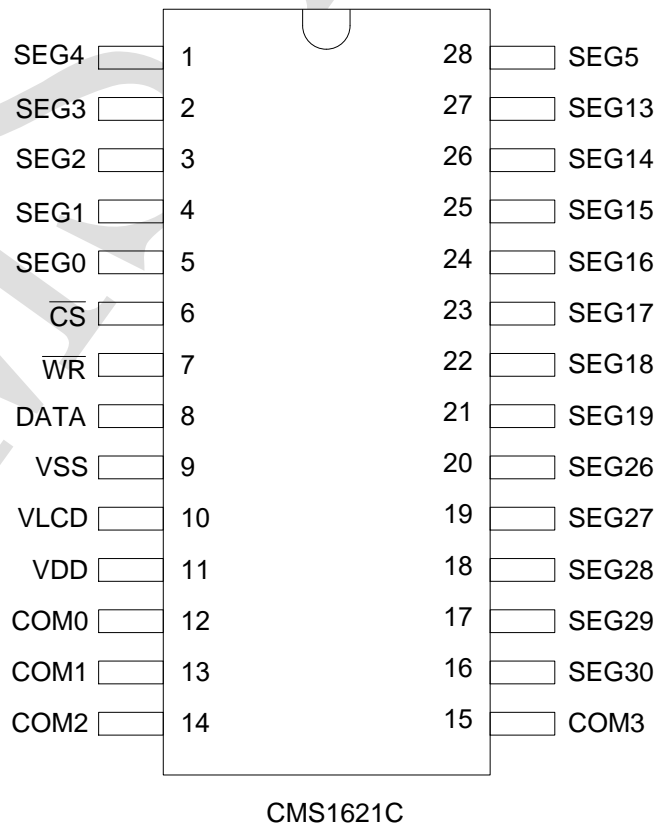 SEG4 1 28 SEG5
SEG3 2 27 SEG13
SEG2 3 26 SEG14
SEG1 4 25 SEG15
SEG0 5 24 SEG16
C̅S̅ 6 23 SEG17
W̅R̅ 7 22 SEG18
DATA 8 21 SEG19
VSS 9 20 SEG26
VLCD 10 19 SEG27
VDD 11 18 SEG28
COM0 12 17 SEG29
COM1 13 16 SEG30
COM2 14 15 COM3
CMS1621C